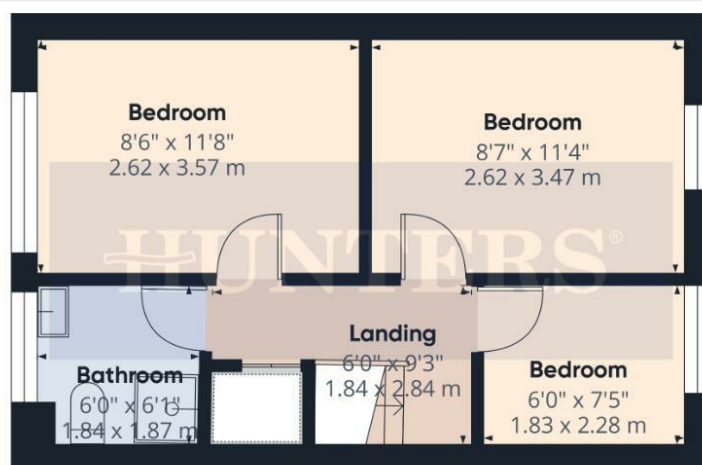 Bedroom
8'6" x 11'8"
2.62 x 3.57 m
Bedroom
8'7" x 11'4"
2.62 x 3.47 m
HUNTERS®
Landing
6'0" x 9'3"
1.84 x 2.84 m
Bathroom
6'0" x 6'1"
1.84 x 1.87 m
Bedroom
6'0" x 7'5"
1.83 x 2.28 m